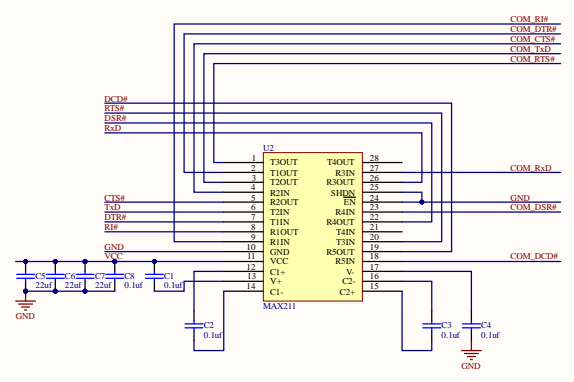 COM_RI#
COM_DTR#
COM_CTS#
COM_TxD
COM_RTS#
DCD#
RTS#
DSR#
RxD
U2
1 T3OUT T4OUT 28
2 T1OUT R3IN 27 COM_RxD
3 T2OUT R3OUT 26
4 R2IN SHDN 25
CTS# 5 R2OUT EN 24 GND
TxD 6 T2IN R4IN 23 COM_DSR#
DTR# 7 T1IN R4OUT 22
RI# 8 R1OUT T4IN 21
9 R1IN T3IN 20
GND 10 GND R5OUT 19
VCC 11 VCC R5IN 18 COM_DCD#
12 C1+ V- 17
13 V+ C2- 16
14 C1- C2+ 15
MAX211
C5 C6 C7 C8 C1
22uf 22uf 22uf 0.1uf 0.1uf
GND
C2 C3 C4
0.1uf 0.1uf 0.1uf
GND